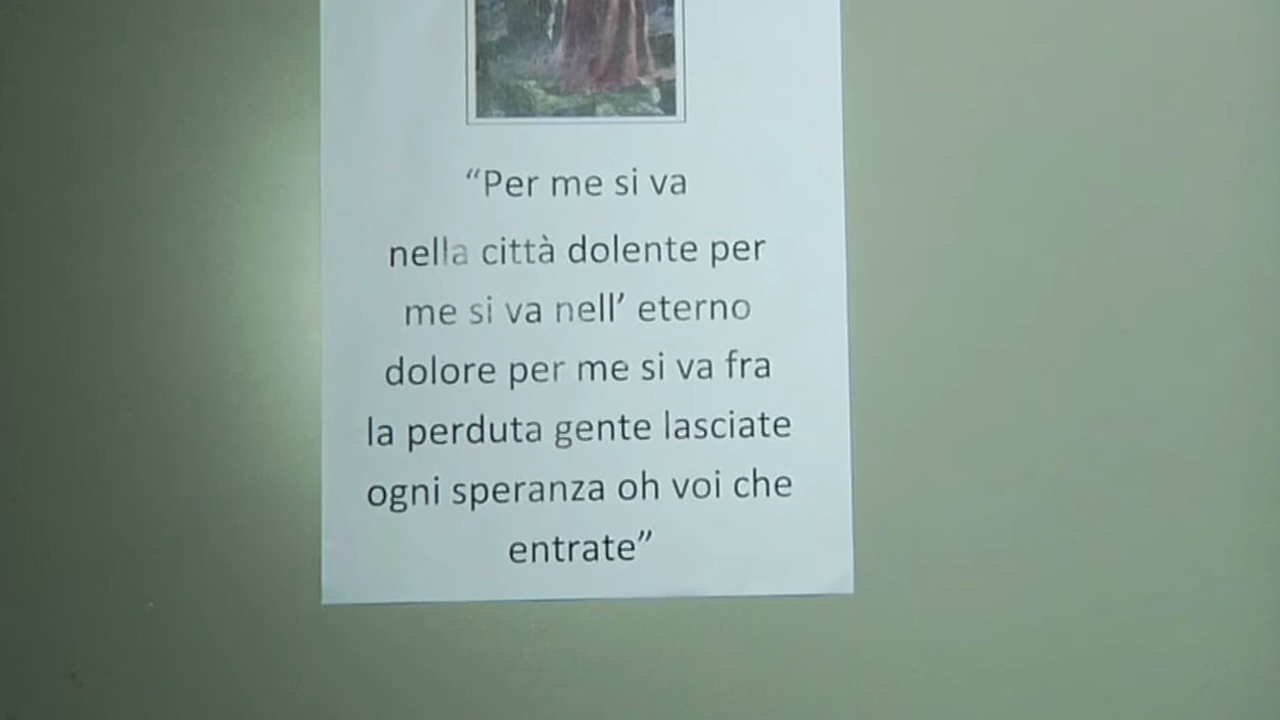 “Per me si va
nella città dolente per
me si va nell’ eterno
dolore per me si va fra
la perduta gente lasciate
ogni speranza oh voi che
entrate”